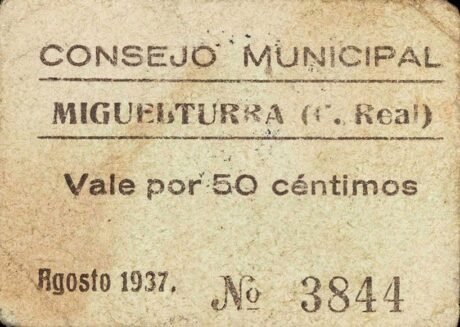 CONSEJO MUNICIPAL
MIGUELTURRA (C. Real)
Vale por 50 céntimos
Agosto 1937.
No 3844